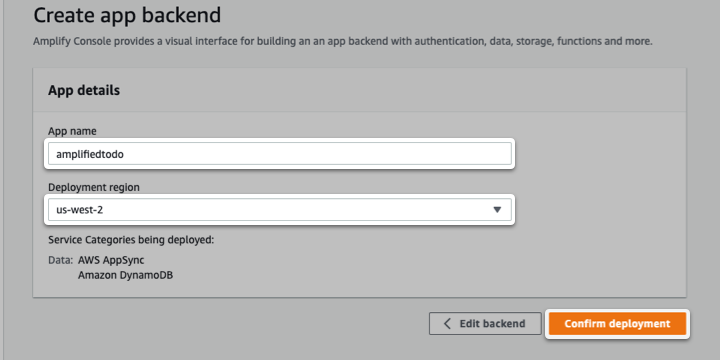 Create app backend
Amplify Console provides a visual interface for building an an app backend with authentication, data, storage, functions and more.
App details
App name
amplifiedtodo
Deployment region
us-west-2
Service Categories being deployed:
Data: AWS AppSync
Amazon DynamoDB
Edit backend
Confirm deployment